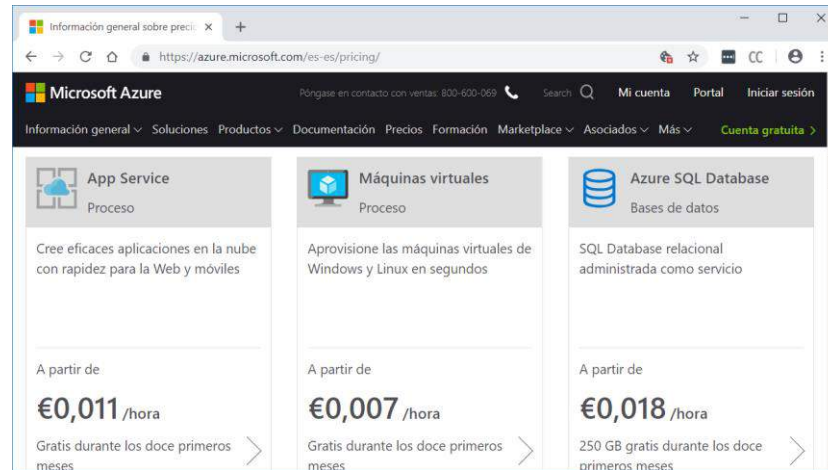 Información general sobre preci
https://azure.microsoft.com/es-es/pricing/
CC
Microsoft Azure
Póngase en contacto con ventas: 800-600-069
Search
Mi cuenta
Portal
Iniciar sesión
Información general
Soluciones
Productos
Documentación
Precios
Formación
Marketplace
Asociados
Más
Cuenta gratuita
App Service
Proceso
Cree eficaces aplicaciones en la nube
con rapidez para la Web y móviles
A partir de
€0,011 /hora
Gratis durante los doce primeros
meses
Máquinas virtuales
Proceso
Aprovisione las máquinas virtuales de
Windows y Linux en segundos
A partir de
€0,007 /hora
Gratis durante los doce primeros
meses
Azure SQL Database
Bases de datos
SQL Database relacional
administrada como servicio
A partir de
€0,018 /hora
250 GB gratis durante los doce
primeros meses